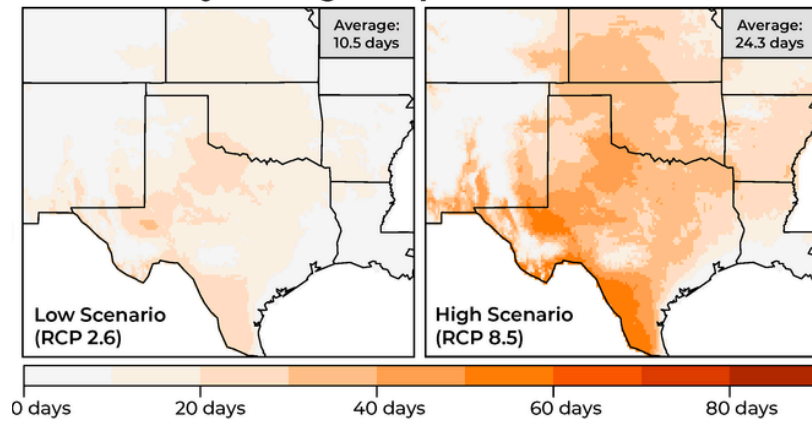 Average:
10.5 days
Average:
24.3 days
Low Scenario
(RCP 2.6)
High Scenario
(RCP 8.5)
0 days
20 days
40 days
60 days
80 days